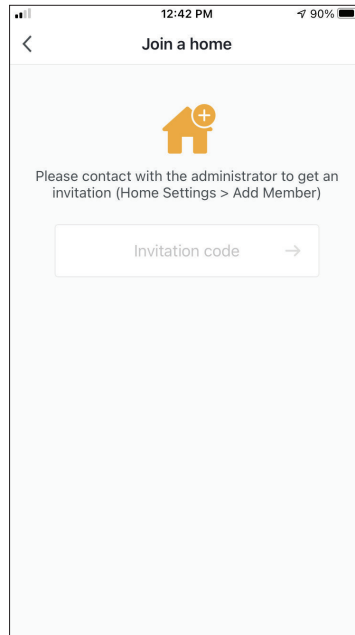 12:42 PM 90%
Join a home
Please contact with the administrator to get an
invitation (Home Settings > Add Member)
Invitation code